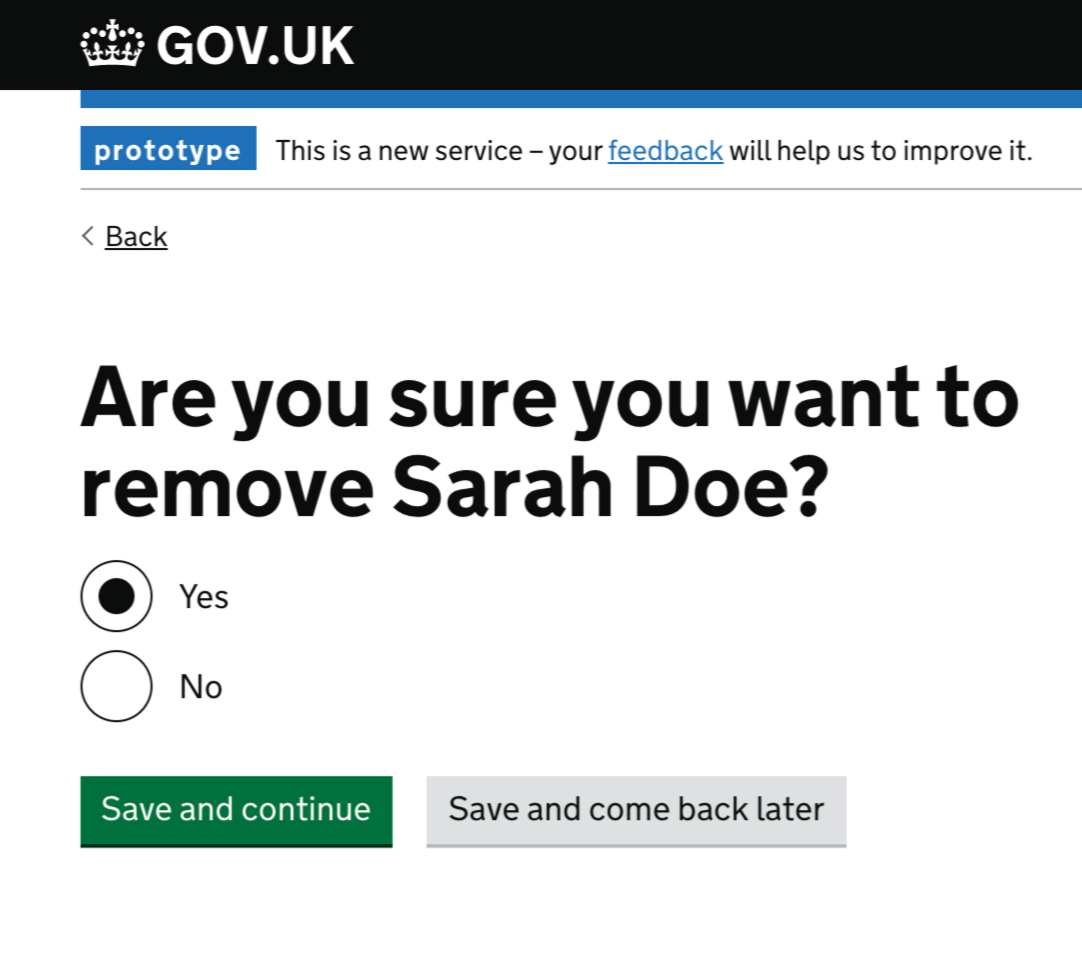 GOV.UK
prototype This is a new service – your feedback will help us to improve it.
Back
Are you sure you want to
remove Sarah Doe?
Yes
No
Save and continue Save and come back later